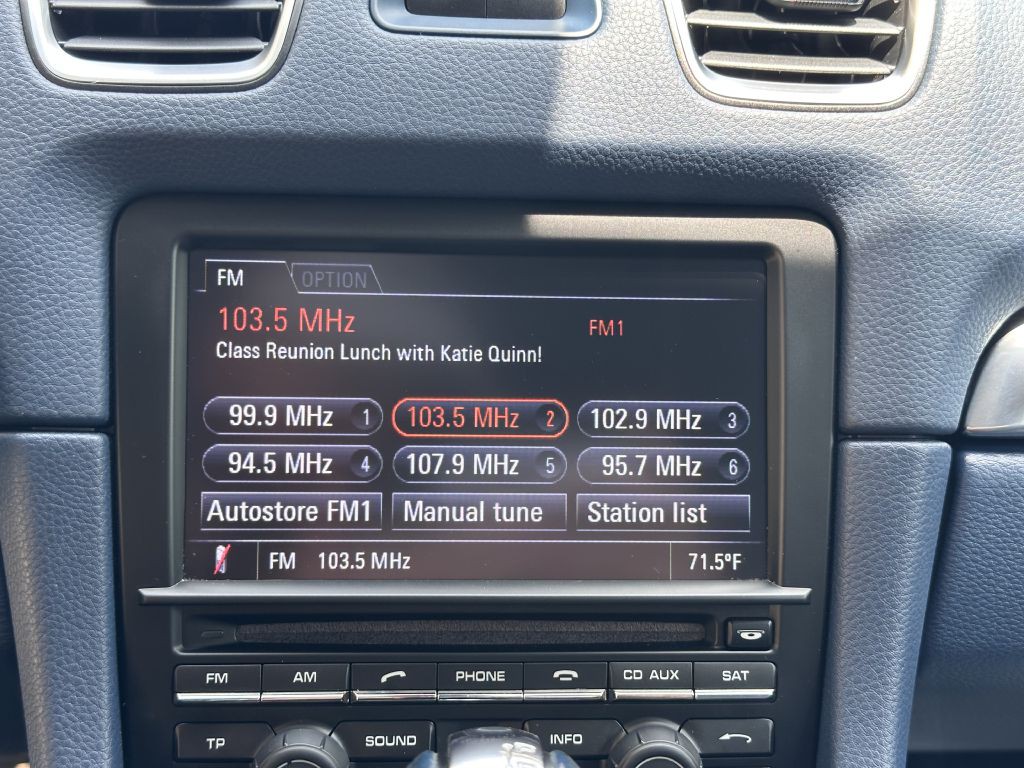 FM OPTION
103.5 MHz FM1
Class Reunion Lunch with Katie Quinn!
99.9 MHz 1 103.5 MHz 2 102.9 MHz 3
94.5 MHz 4 107.9 MHz 5 95.7 MHz 6
Autostore FM1 Manual tune Station list
FM 103.5 MHz 71.5°F
FM AM PHONE CD AUX SAT
TP SOUND INFO